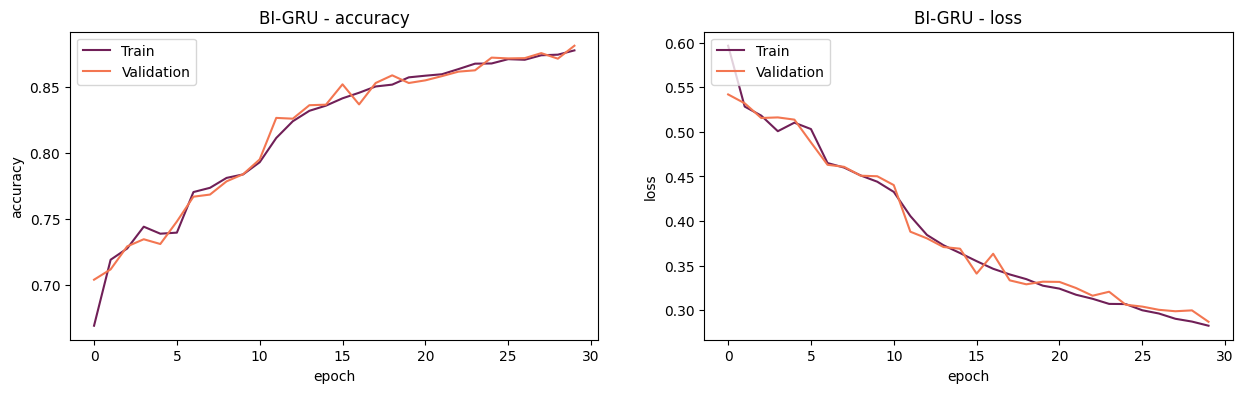 BI-GRU - accuracy
Train
Validation
0.85
0.80
0.75
0.70
accuracy
0 5 10 15 20 25 30
epoch
BI-GRU - loss
Train
Validation
0.60
0.55
0.50
0.45
0.40
0.35
0.30
loss
0 5 10 15 20 25 30
epoch